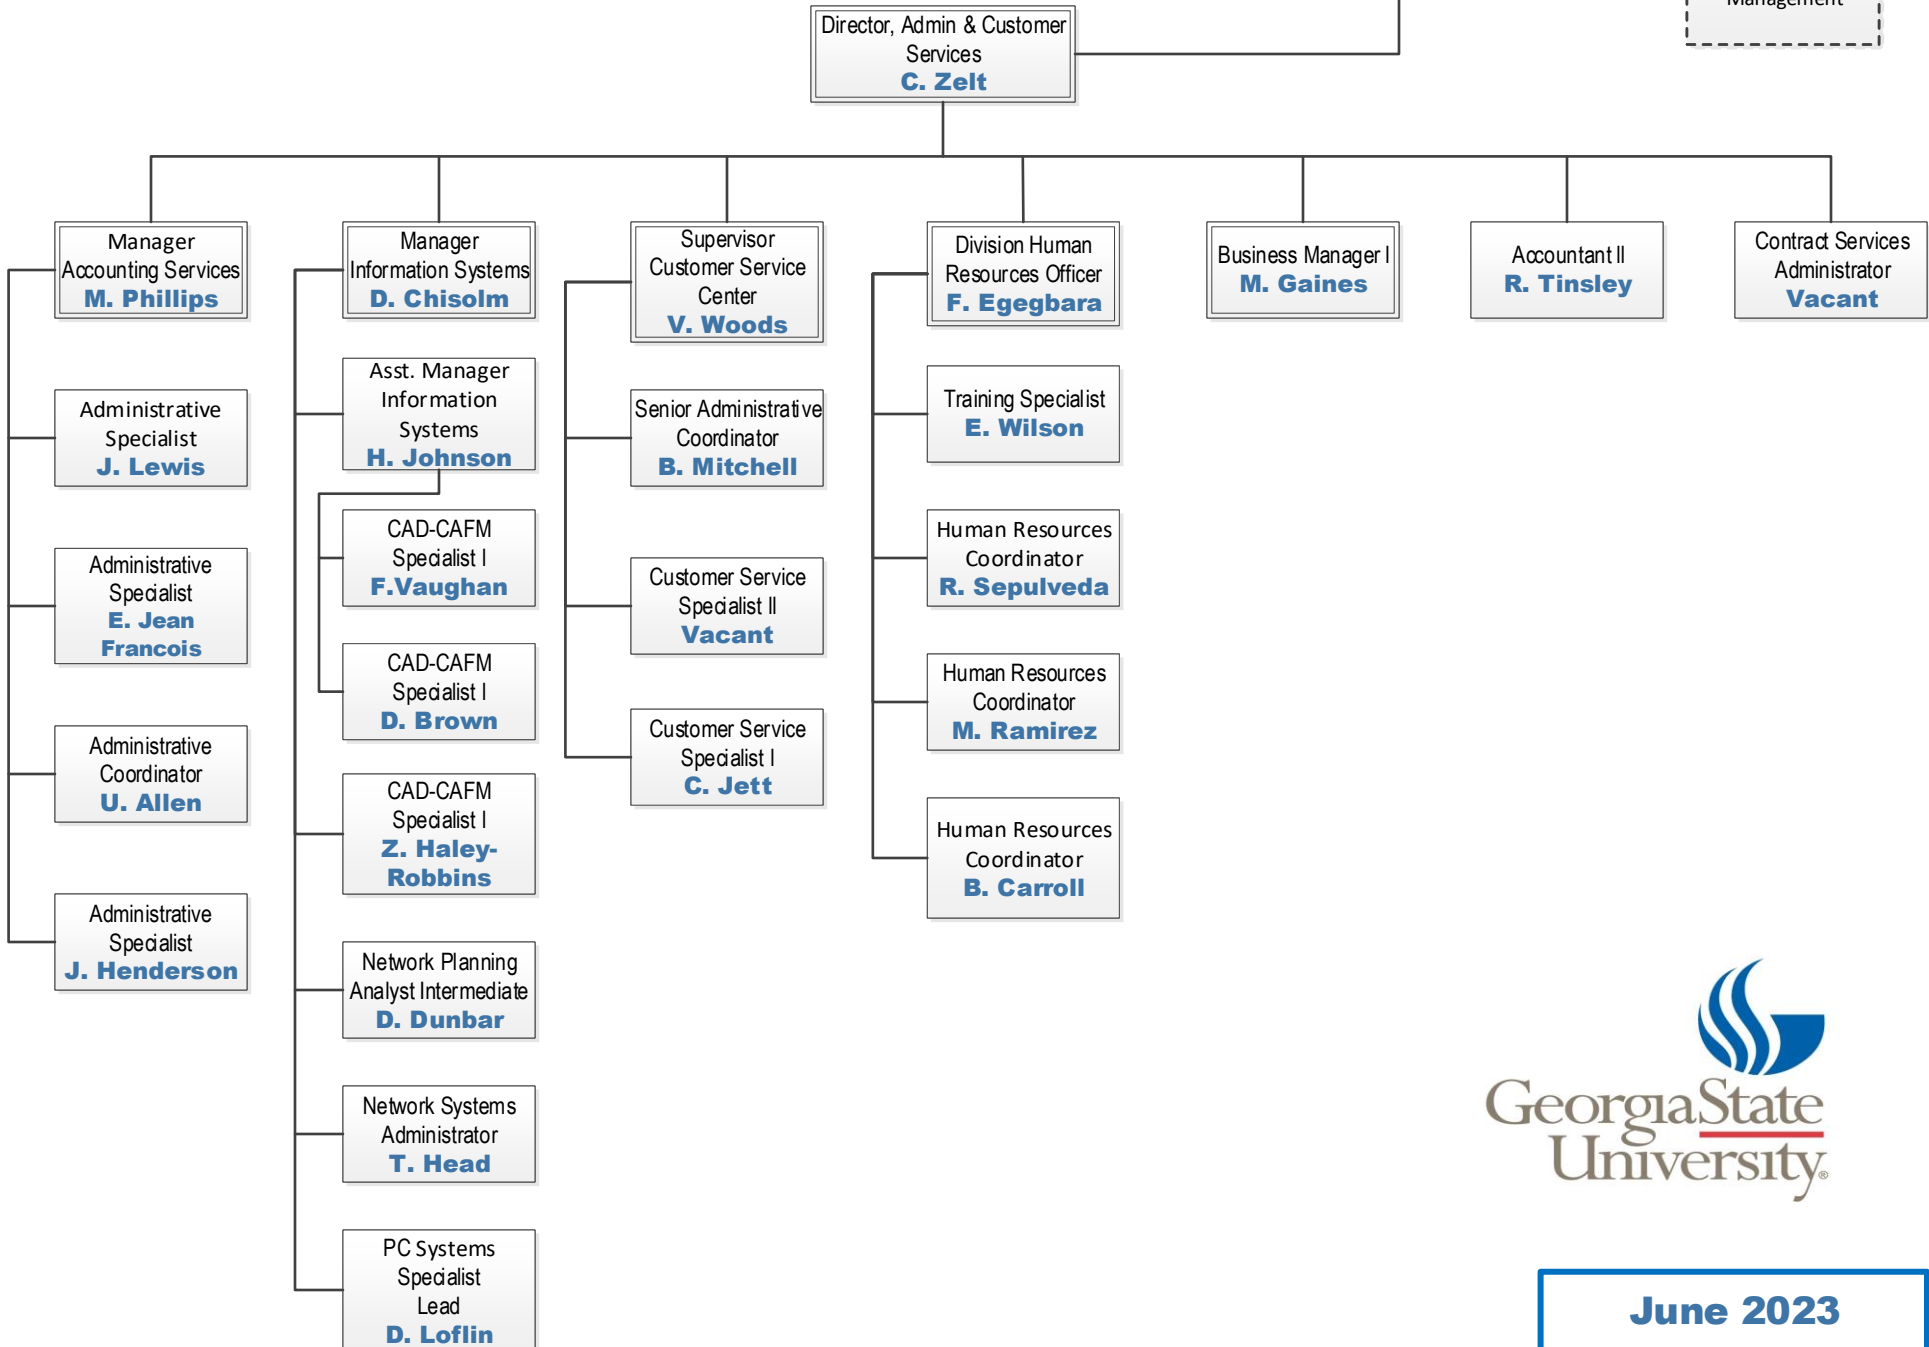 Management
Director, Admin & Customer
Services
C. Zelt
Manager
Accounting Services
M. Phillips
Manager
Information Systems
D. Chisolm
Supervisor
Customer Service
Center
V. Woods
Division Human
Resources Officer
F. Egegbara
Business Manager I
M. Gaines
Accountant II
R. Tinsley
Contract Services
Administrator
Vacant
Administrative
Specialist
J. Lewis
Administrative
Specialist
E. Jean
Francois
Administrative
Coordinator
U. Allen
Administrative
Specialist
J. Henderson
Asst. Manager
Information
Systems
H. Johnson
CAD-CAFM
Specialist I
F.Vaughan
CAD-CAFM
Specialist I
D. Brown
CAD-CAFM
Specialist I
Z. Haley-
Robbins
Network Planning
Analyst Intermediate
D. Dunbar
Network Systems
Administrator
T. Head
PC Systems
Specialist
Lead
D. Loflin
Senior Administrative
Coordinator
B. Mitchell
Customer Service
Specialist II
Vacant
Customer Service
Specialist I
C. Jett
Training Specialist
E. Wilson
Human Resources
Coordinator
R. Sepulveda
Human Resources
Coordinator
M. Ramirez
Human Resources
Coordinator
B. Carroll
GeorgiaState
University®
June 2023